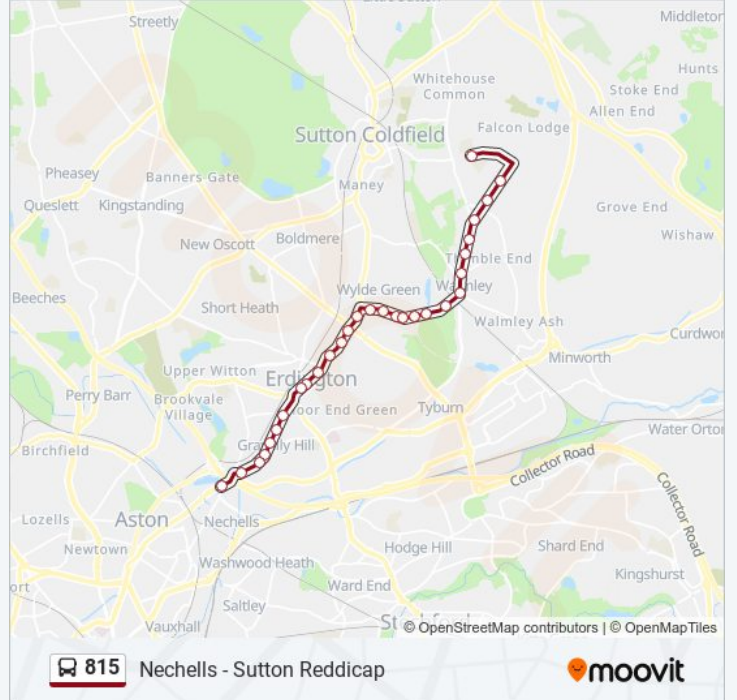 Streetly
Middleton
Whitehouse
Common
Hunts
Stoke End
Allen End
Sutton Coldfield
Falcon Lodge
Pheasey
Banners Gate
Maney
Queslett
Kingstanding
Grove End
New Oscott
Boldmere
Wishaw
Thimble End
Beeches
Wylde Green
Walmley
Short Heath
Walmley Ash
Curdwor
Minworth
Upper Witton
Erdington
Perry Barr
Brookvale
Village
oor End Green
Tyburn
Water Orton
Birchfield
Gravelly Hill
Collector Road
Collector Road
Lozells
Aston
Nechells
Newtown
Hodge Hill
Shard End
Washwood Heath
Kingshurst
ort
Ward End
Saltley
Vauxhall
© OpenStreetMap contributors | © OpenMapTiles
815 Nechells - Sutton Reddicap
moovit